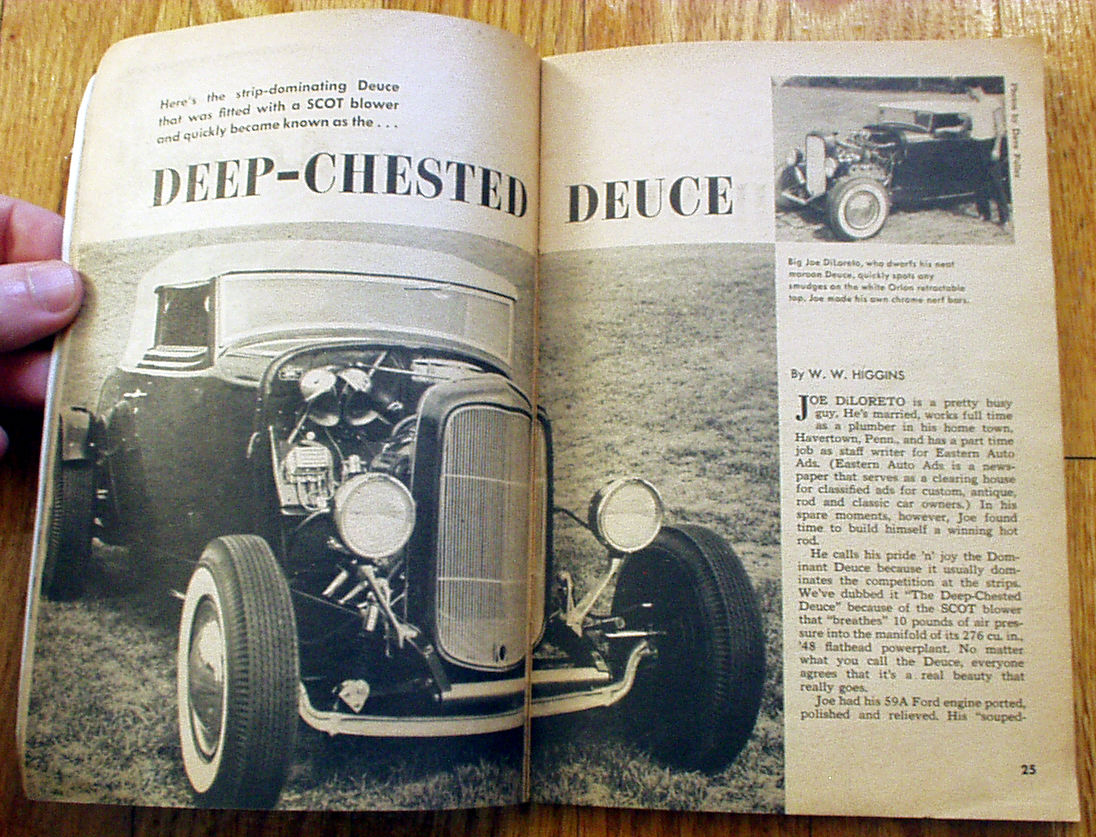 Here's the strip-dominating Deuce
that was fitted with a SCOT blower
and quickly became known as the . . .
DEEP-CHESTED DEUCE
Big Joe DiLoreto, who dwarfs his neat
maroon Deuce, quickly spots any
smudges on the white Orlon retractable
top. Joe made his own chrome nerf bars.
By W. W. HIGGINS
JOE DiLORETO is a pretty busy
guy. He's married, works full time
as a plumber in his home town,
Havertown, Penn., and has a part time
job as staff writer for Eastern Auto
Ads. (Eastern Auto Ads is a news-
paper that serves as a clearing house
for classified ads for custom, antique,
rod and classic car owners.) In his
spare moments, however, Joe found
time to build himself a winning hot
rod.
He calls his pride 'n' joy the Dom-
inant Deuce because it usually dom-
inates the competition at the strips.
We've dubbed it "The Deep-Chested
Deuce" because of the SCOT blower
that "breathes" 10 pounds of air pres-
sure into the manifold of its 276 cu. in.,
'48 flathead powerplant. No matter
what you call the Deuce, everyone
agrees that it's a real beauty that
really goes.
Joe had his 59A Ford engine ported,
polished and relieved. His "souped-
25